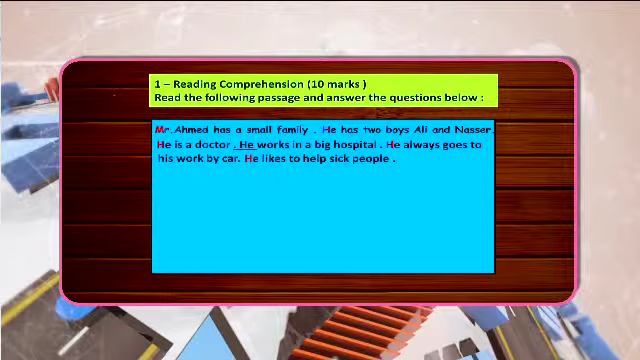 1 – Reading Comprehension (10 marks )
Read the following passage and answer the questions below :
Mr.Ahmed has a small family . He has two boys Ali and Nasser.
He is a doctor . He works in a big hospital . He always goes to
his work by car. He likes to help sick people .